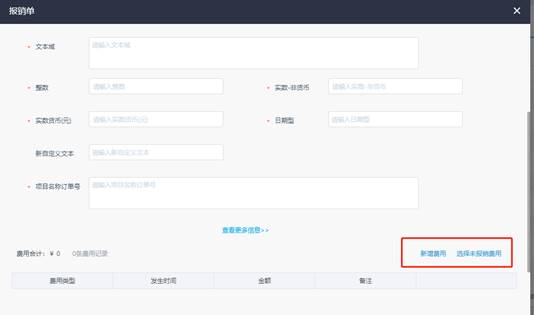 报销单 ×
* 文本域 请输入文本域
* 整数 请输入整数 * 实数-非货币 请输入实数-非货币
* 实数货币(元) 请输入实数货币(元) * 日期型 请输入日期型
新自定义文本 请输入新自定义文本
* 项目名称订单号 请输入项目名称订单号
查看更多信息>>
费用合计: ¥ 0 0条费用记录 新增费用 选择未报销费用
费用类型 发生时间 金额 备注